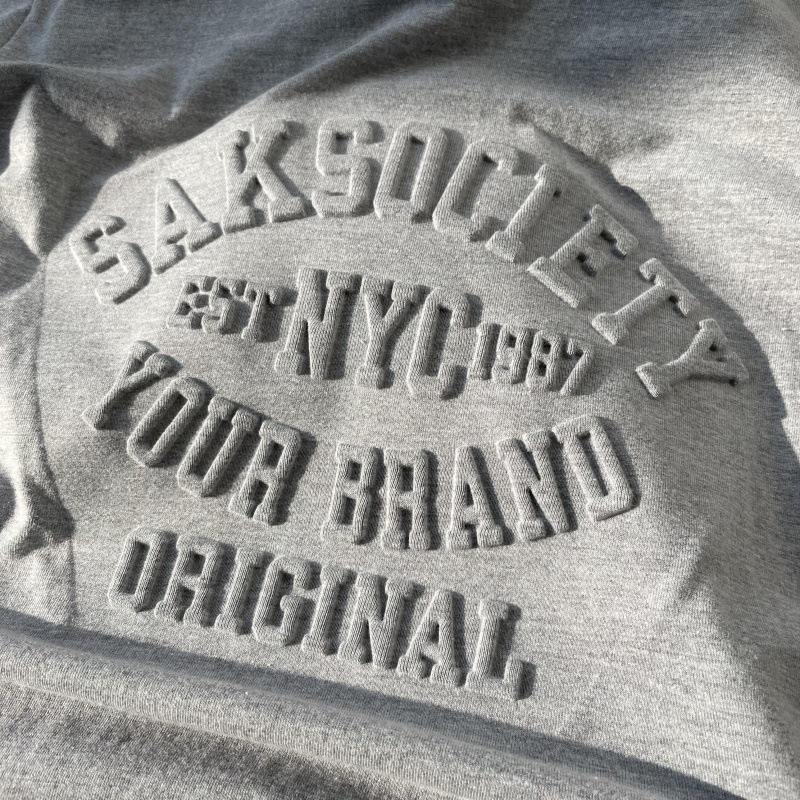 SAKSOCIETY
EST NYC 1987
YOUR BRAND
ORIGINAL